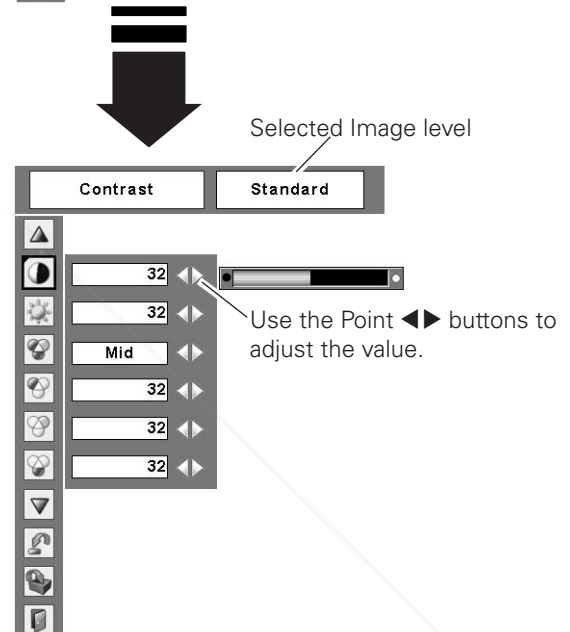 Selected Image level
Contrast Standard
32
32
Use the Point ◀▶ buttons to
adjust the value.
Mid
32
32
32